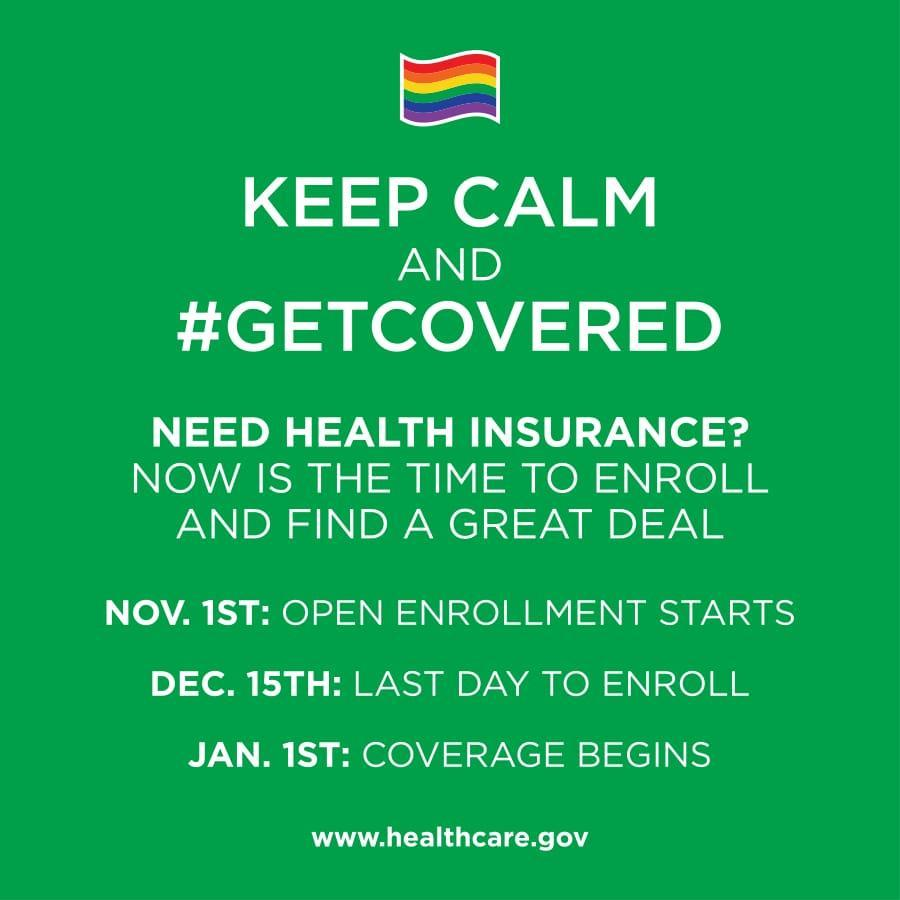 KEEP CALM
AND
#GETCOVERED
NEED HEALTH INSURANCE?
NOW IS THE TIME TO ENROLL
AND FIND A GREAT DEAL
NOV. 1ST: OPEN ENROLLMENT STARTS
DEC. 15TH: LAST DAY TO ENROLL
JAN. 1ST: COVERAGE BEGINS
www.healthcare.gov